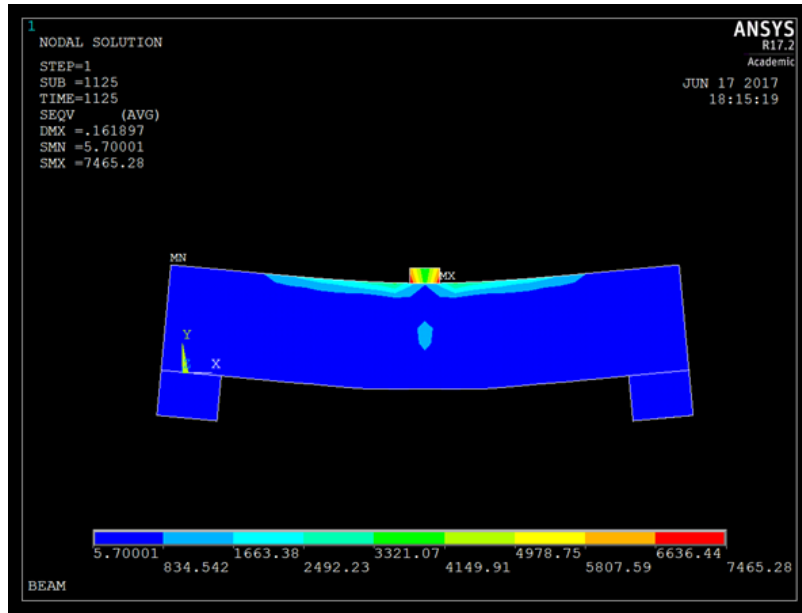 1
NODAL SOLUTION
STEP=1
SUB =1125
TIME=1125
SEQV (AVG)
DMX =.161897
SMN =5.70001
SMX =7465.28
ANSYS
R17.2
Academic
JUN 17 2017
18:15:19
MN
MX
Y
X
5.70001 1663.38 3321.07 4978.75 6636.44
834.542 2492.23 4149.91 5807.59 7465.28
BEAM